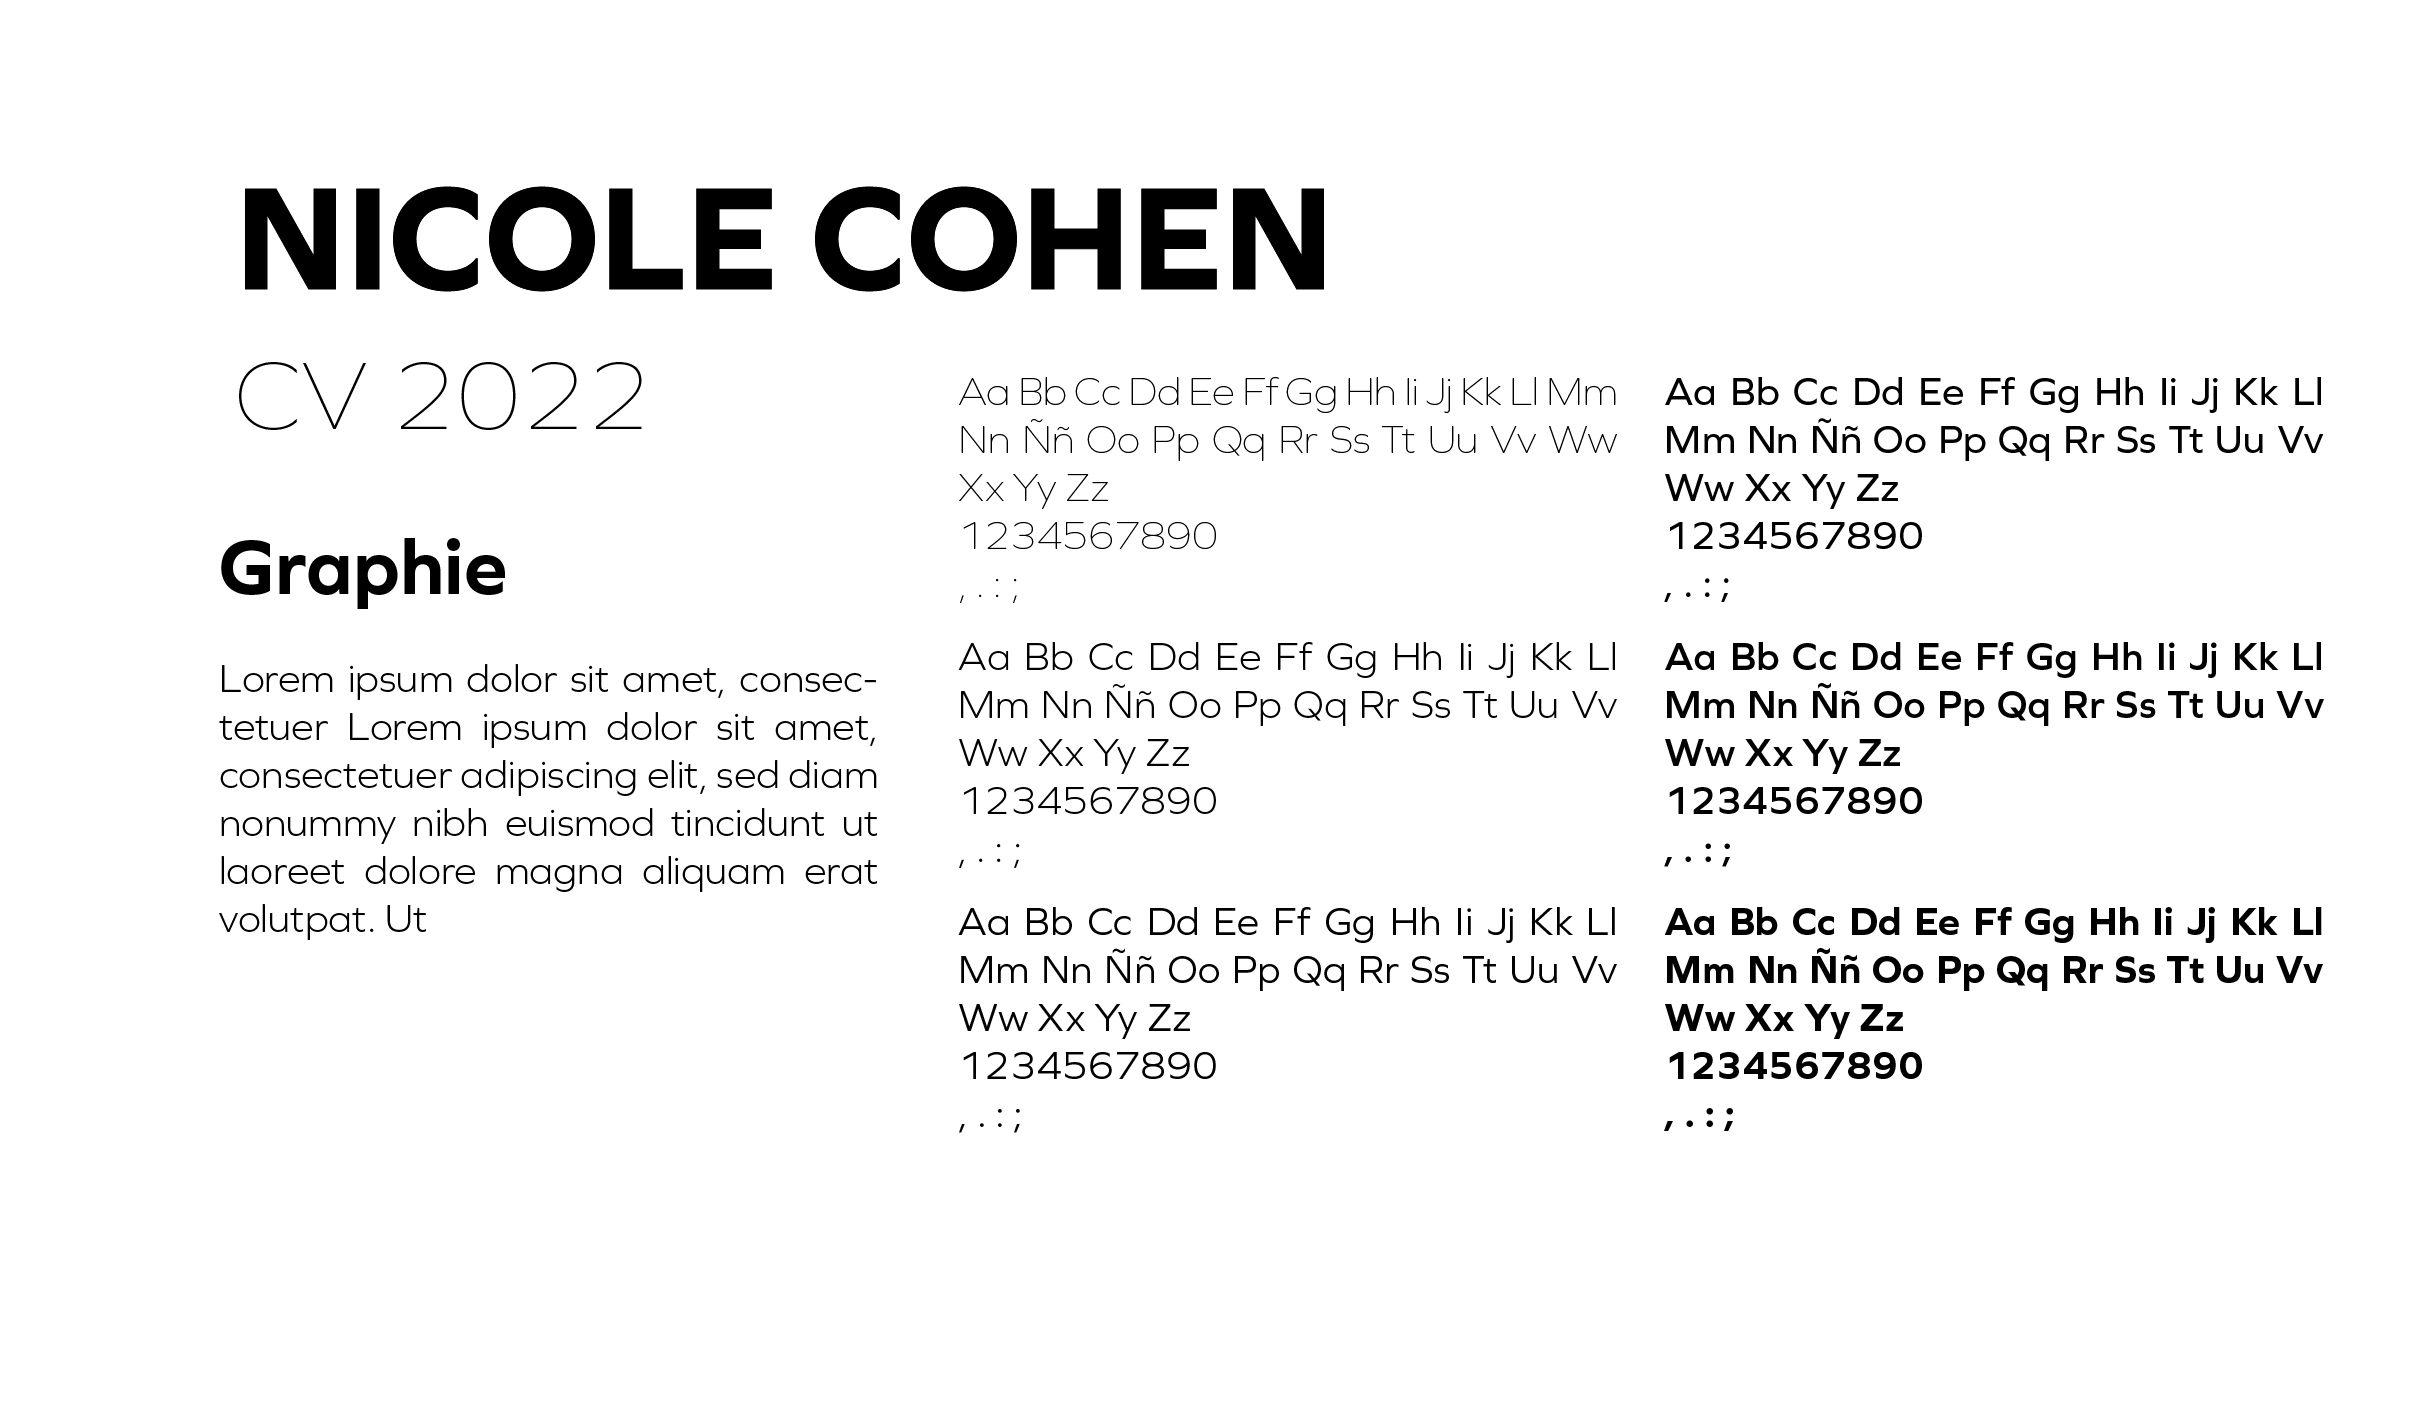 NICOLE COHEN
CV 2022
Graphie
Lorem ipsum dolor sit amet, consec-
tetuer Lorem ipsum dolor sit amet,
consectetuer adipiscing elit, sed diam
nonummy nibh euismod tincidunt ut
laoreet dolore magna aliquam erat
volutpat. Ut
Aa Bb Cc Dd Ee Ff Gg Hh Ii Jj Kk Ll Mm
Nn Ññ Oo Pp Qq Rr Ss Tt Uu Vv Ww
Xx Yy Zz
1234567890
, . : ;
Aa Bb Cc Dd Ee Ff Gg Hh Ii Jj Kk Ll
Mm Nn Ññ Oo Pp Qq Rr Ss Tt Uu Vv
Ww Xx Yy Zz
1234567890
, . : ;
Aa Bb Cc Dd Ee Ff Gg Hh Ii Jj Kk Ll
Mm Nn Ññ Oo Pp Qq Rr Ss Tt Uu Vv
Ww Xx Yy Zz
1234567890
, . : ;
Aa Bb Cc Dd Ee Ff Gg Hh Ii Jj Kk Ll
Mm Nn Ññ Oo Pp Qq Rr Ss Tt Uu Vv
Ww Xx Yy Zz
1234567890
, . : ;
Aa Bb Cc Dd Ee Ff Gg Hh Ii Jj Kk Ll
Mm Nn Ññ Oo Pp Qq Rr Ss Tt Uu Vv
Ww Xx Yy Zz
1234567890
, . : ;
Aa Bb Cc Dd Ee Ff Gg Hh Ii Jj Kk Ll
Mm Nn Ññ Oo Pp Qq Rr Ss Tt Uu Vv
Ww Xx Yy Zz
1234567890
, . : ;